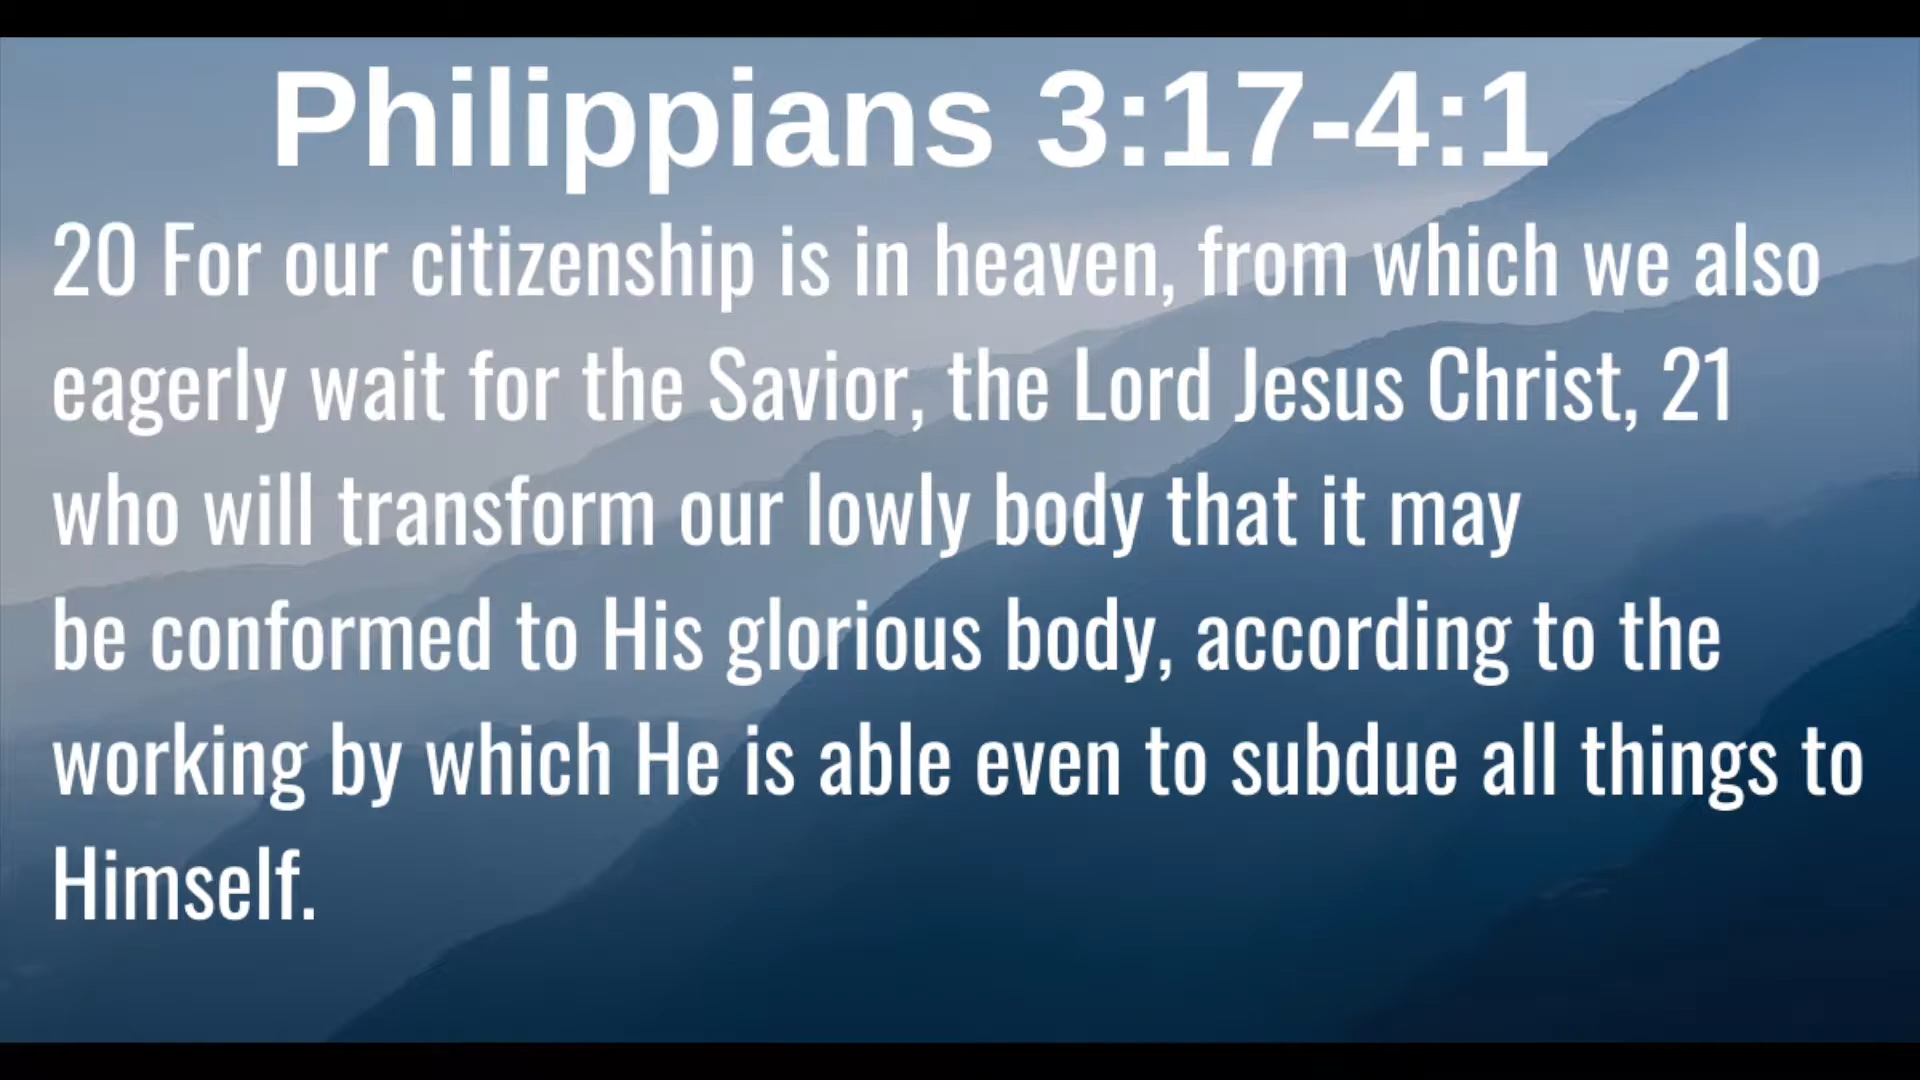 Philippians 3:17-4:1
20 For our citizenship is in heaven, from which we also
eagerly wait for the Savior, the Lord Jesus Christ, 21
who will transform our lowly body that it may
be conformed to His glorious body, according to the
working by which He is able even to subdue all things to
Himself.